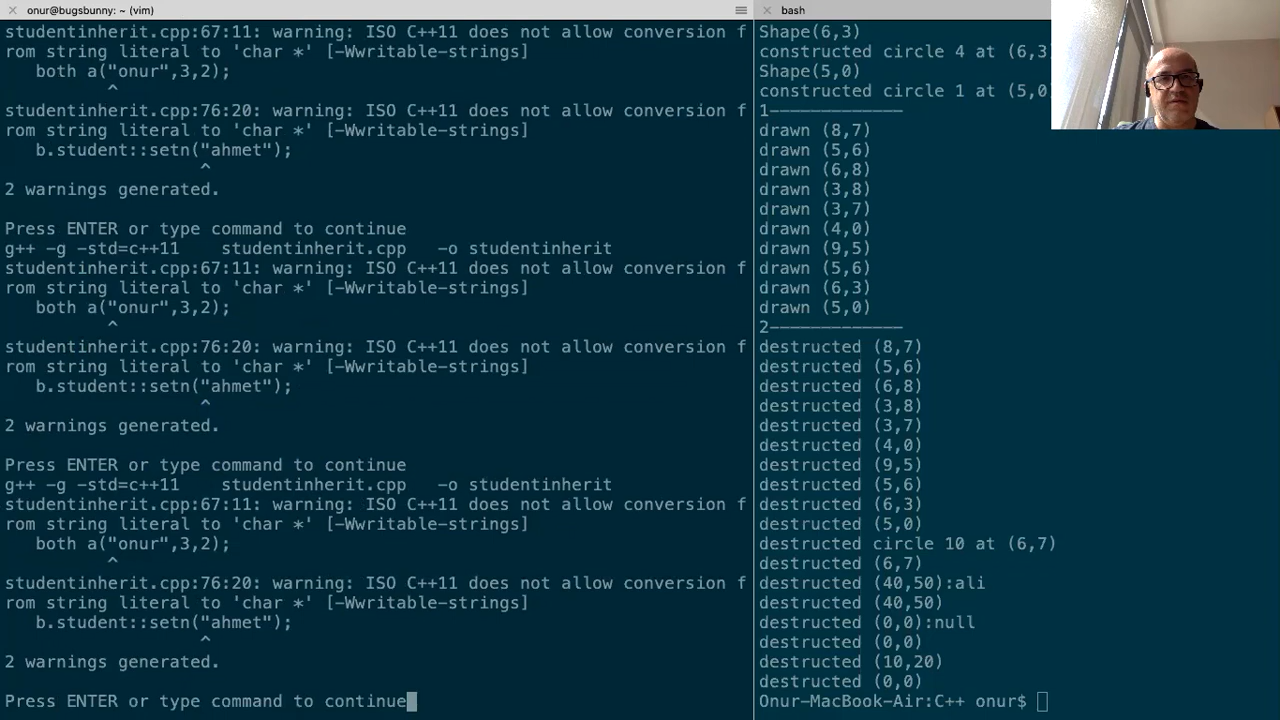 onur@bugsbunny: ~ (vim)
studentinherit.cpp:67:11: warning: ISO C++11 does not allow conversion f
rom string literal to 'char *' [-Wwritable-strings]
both a("onur",3,2);
^
studentinherit.cpp:76:20: warning: ISO C++11 does not allow conversion f
rom string literal to 'char *' [-Wwritable-strings]
b.student::setn("ahmet");
^
2 warnings generated.
Press ENTER or type command to continue
g++ -g -std=c++11    studentinherit.cpp   -o studentinherit
studentinherit.cpp:67:11: warning: ISO C++11 does not allow conversion f
rom string literal to 'char *' [-Wwritable-strings]
both a("onur",3,2);
^
studentinherit.cpp:76:20: warning: ISO C++11 does not allow conversion f
rom string literal to 'char *' [-Wwritable-strings]
b.student::setn("ahmet");
^
2 warnings generated.
Press ENTER or type command to continue
g++ -g -std=c++11    studentinherit.cpp   -o studentinherit
studentinherit.cpp:67:11: warning: ISO C++11 does not allow conversion f
rom string literal to 'char *' [-Wwritable-strings]
both a("onur",3,2);
^
studentinherit.cpp:76:20: warning: ISO C++11 does not allow conversion f
rom string literal to 'char *' [-Wwritable-strings]
b.student::setn("ahmet");
^
2 warnings generated.
Press ENTER or type command to continue
bash
Shape(6,3)
constructed circle 4 at (6,3
Shape(5,0)
constructed circle 1 at (5,0
1-------------
drawn (8,7)
drawn (5,6)
drawn (6,8)
drawn (3,8)
drawn (3,7)
drawn (4,0)
drawn (9,5)
drawn (5,6)
drawn (6,3)
drawn (5,0)
2-------------
destructed (8,7)
destructed (5,6)
destructed (6,8)
destructed (3,8)
destructed (3,7)
destructed (4,0)
destructed (9,5)
destructed (5,6)
destructed (6,3)
destructed (5,0)
destructed circle 10 at (6,7)
destructed (6,7)
destructed (40,50):ali
destructed (40,50)
destructed (0,0):null
destructed (0,0)
destructed (10,20)
destructed (0,0)
Onur-MacBook-Air:C++ onur$